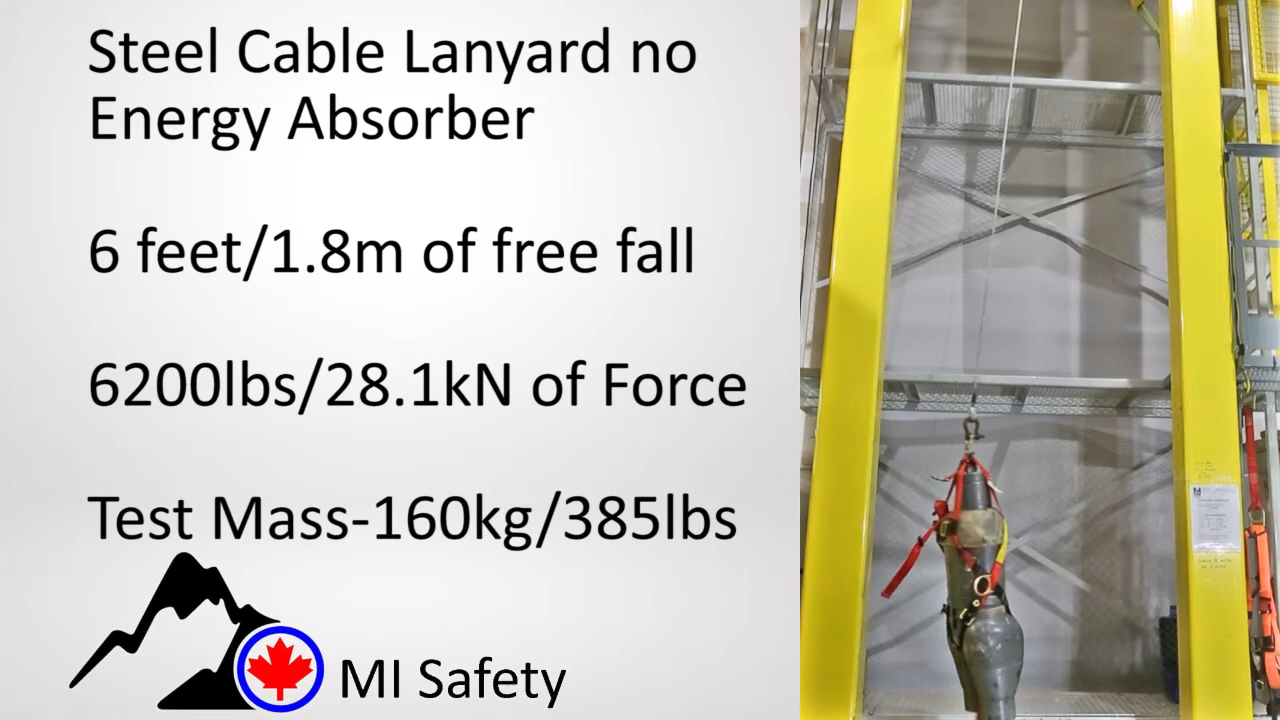 Steel Cable Lanyard no
Energy Absorber
6 feet/1.8m of free fall
6200lbs/28.1kN of Force
Test Mass-160kg/385lbs
MI Safety